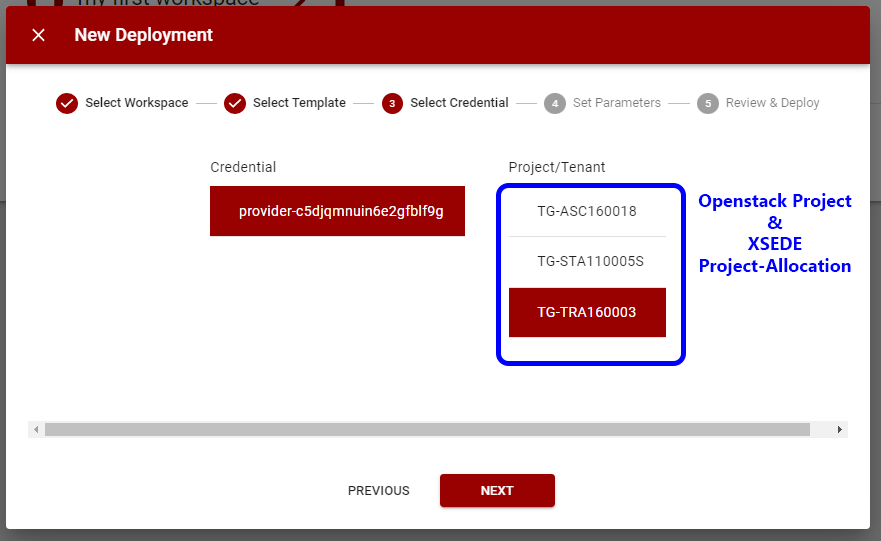 my first workspace
New Deployment
Select Workspace
Select Template
3 Select Credential
4 Set Parameters
5 Review & Deploy
Credential
Project/Tenant
provider-c5djqmnuin6e2gfblf9g
TG-ASC160018
TG-STA110005S
TG-TRA160003
Openstack Project
&
XSEDE
Project-Allocation
PREVIOUS
NEXT